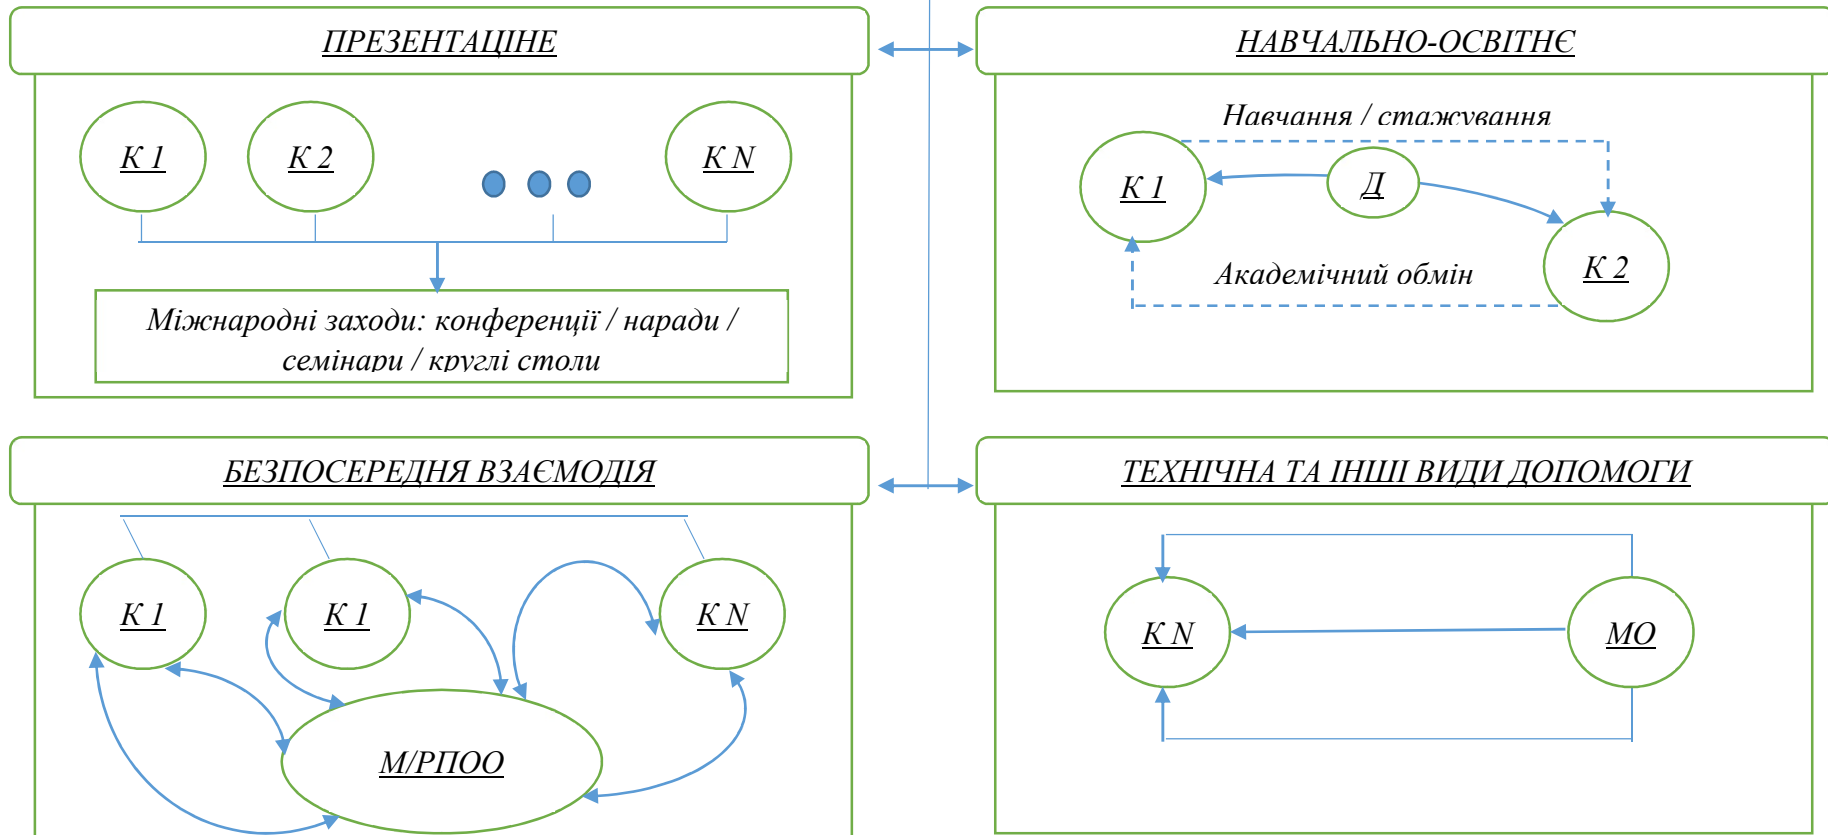 ПРЕЗЕНТАЦІНЕ
К 1
К 2
К N
Міжнародні заходи: конференції / наради /
семінари / круглі столи
НАВЧАЛЬНО-ОСВІТНЄ
Навчання / стажування
К 1
Д
К 2
Академічний обмін
БЕЗПОСЕРЕДНЯ ВЗАЄМОДІЯ
К 1
К 1
К N
М/РПОО
ТЕХНІЧНА ТА ІНШІ ВИДИ ДОПОМОГИ
К N
МО